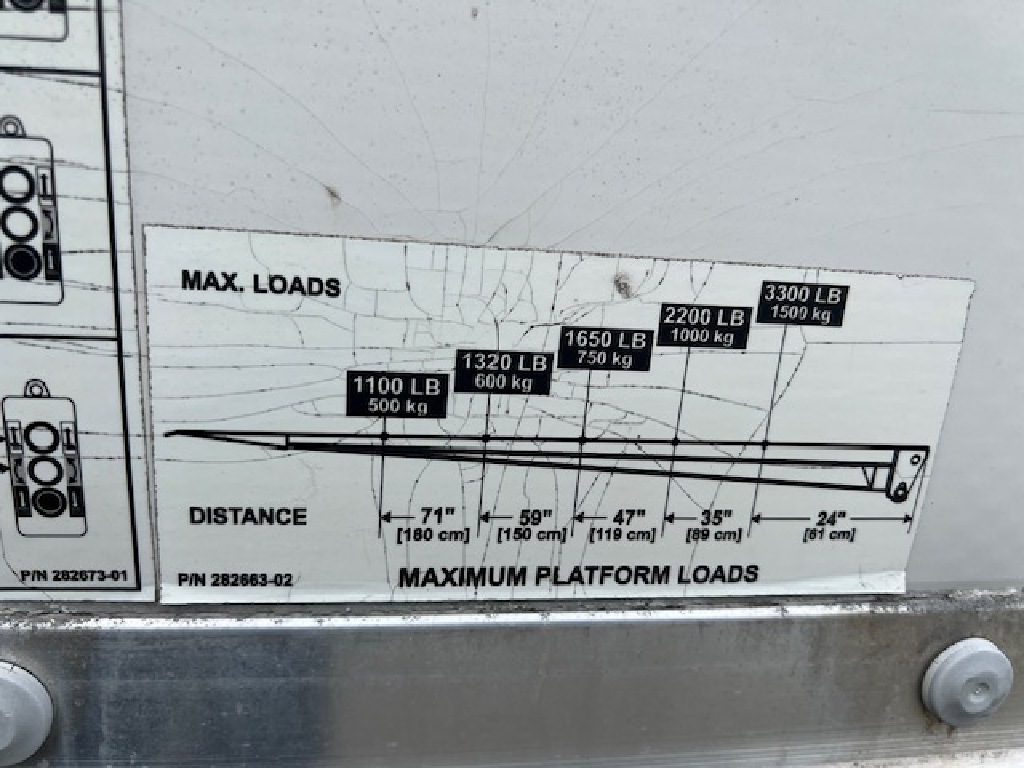 MAX. LOADS
3300 LB
1500 kg
2200 LB
1000 kg
1650 LB
750 kg
1320 LB
600 kg
1100 LB
500 kg
DISTANCE
71" 59" 47" 35" 24"
[180 cm] [150 cm] [119 cm] [89 cm] [61 cm]
P/N 282673-01
P/N 282663-02
MAXIMUM PLATFORM LOADS